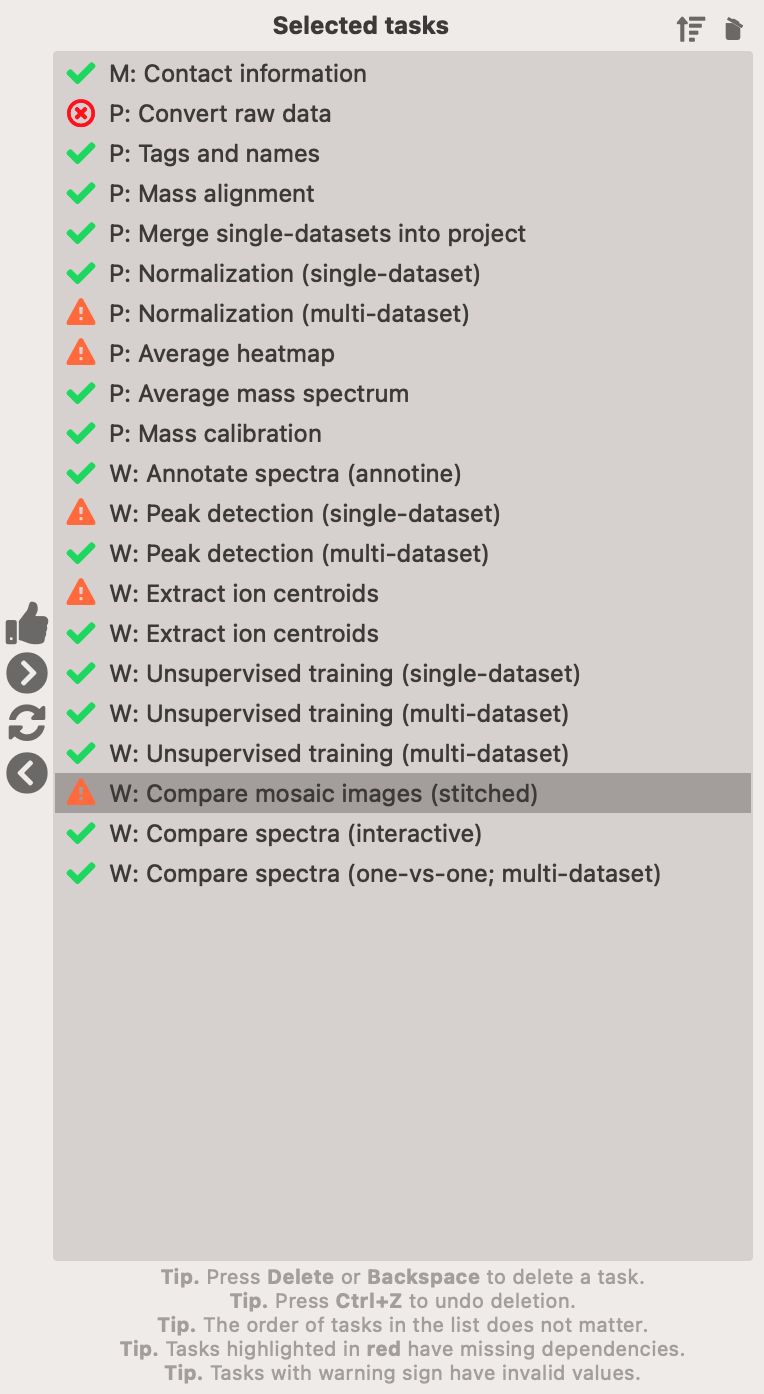 Selected tasks
M: Contact information
P: Convert raw data
P: Tags and names
P: Mass alignment
P: Merge single-datasets into project
P: Normalization (single-dataset)
P: Normalization (multi-dataset)
P: Average heatmap
P: Average mass spectrum
P: Mass calibration
W: Annotate spectra (annotine)
W: Peak detection (single-dataset)
W: Peak detection (multi-dataset)
W: Extract ion centroids
W: Extract ion centroids
W: Unsupervised training (single-dataset)
W: Unsupervised training (multi-dataset)
W: Unsupervised training (multi-dataset)
W: Compare mosaic images (stitched)
W: Compare spectra (interactive)
W: Compare spectra (one-vs-one; multi-dataset)
Tip. Press Delete or Backspace to delete a task.
Tip. Press Ctrl+Z to undo deletion.
Tip. The order of tasks in the list does not matter.
Tip. Tasks highlighted in red have missing dependencies.
Tip. Tasks with warning sign have invalid values.